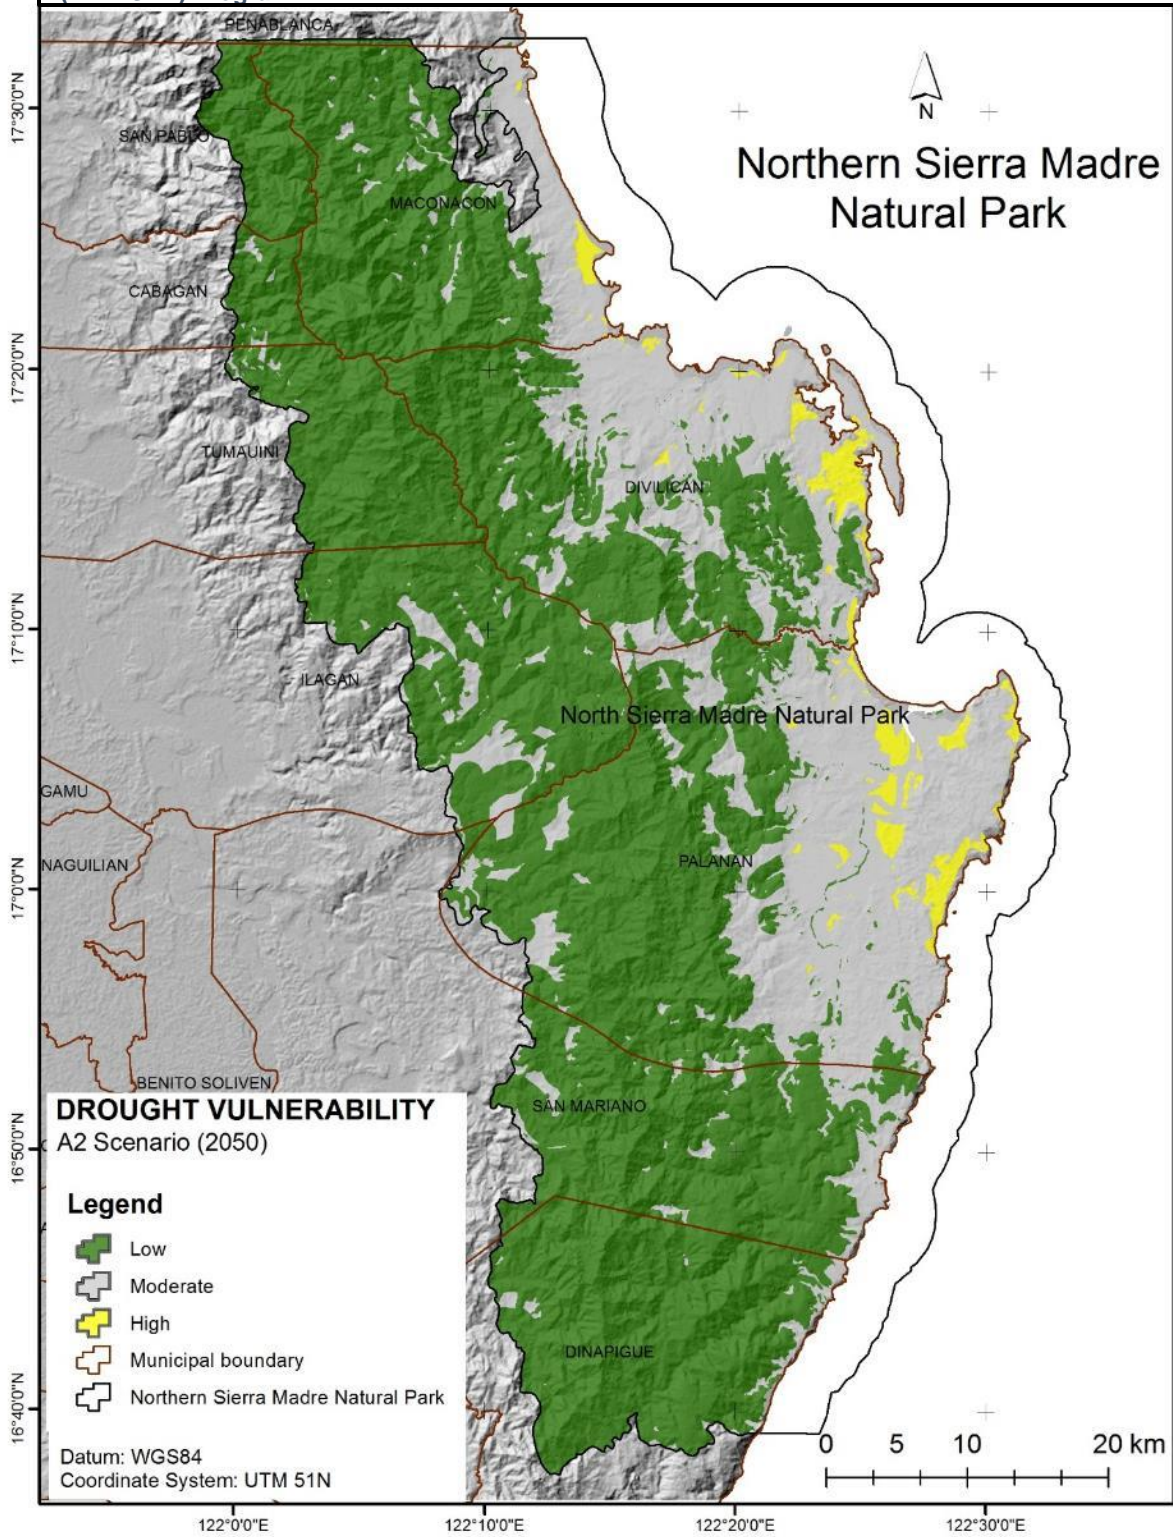 PEÑABLANCA
N
Northern Sierra Madre
Natural Park
17°30'0"N
SAN PABLO
MACONACON
CABAGAN
17°20'0"N
TUMAUINI
DIVILICAN
17°10'0"N
ILAGAN
North Sierra Madre Natural Park
GAMU
NAGUILIAN
PALANAN
17°0'0"N
BENITO SOLIVEN
SAN MARIANO
16°50'0"N
DINAPIGUE
16°40'0"N
DROUGHT VULNERABILITY
A2 Scenario (2050)
Legend
Low
Moderate
High
Municipal boundary
Northern Sierra Madre Natural Park
Datum: WGS84
Coordinate System: UTM 51N
0 5 10 20 km
122°0'0"E 122°10'0"E 122°20'0"E 122°30'0"E